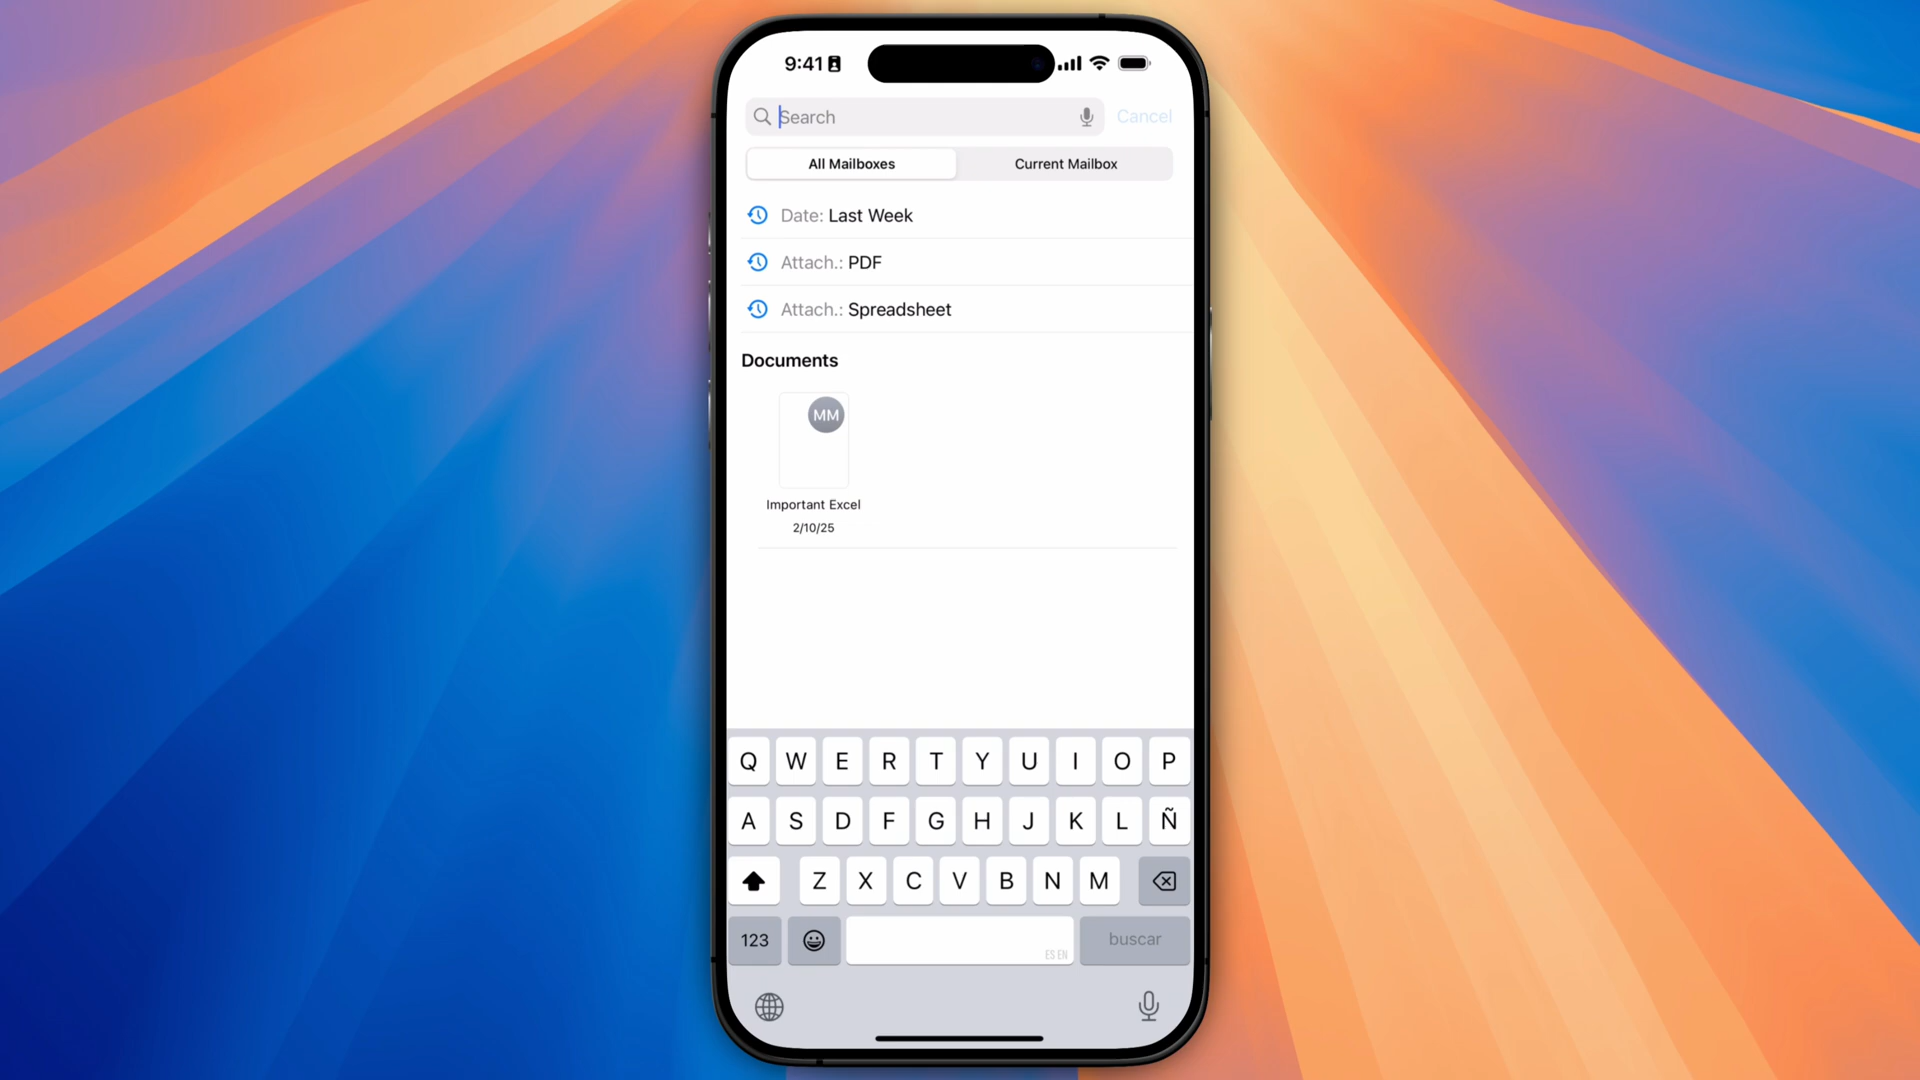 9:41
Search
Cancel
All Mailboxes
Current Mailbox
Date: Last Week
Attach.: PDF
Attach.: Spreadsheet
Documents
MM
Important Excel
2/10/25
Q W E R T Y U I O P
A S D F G H J K L Ñ
Z X C V B N M
123
ES EN
buscar